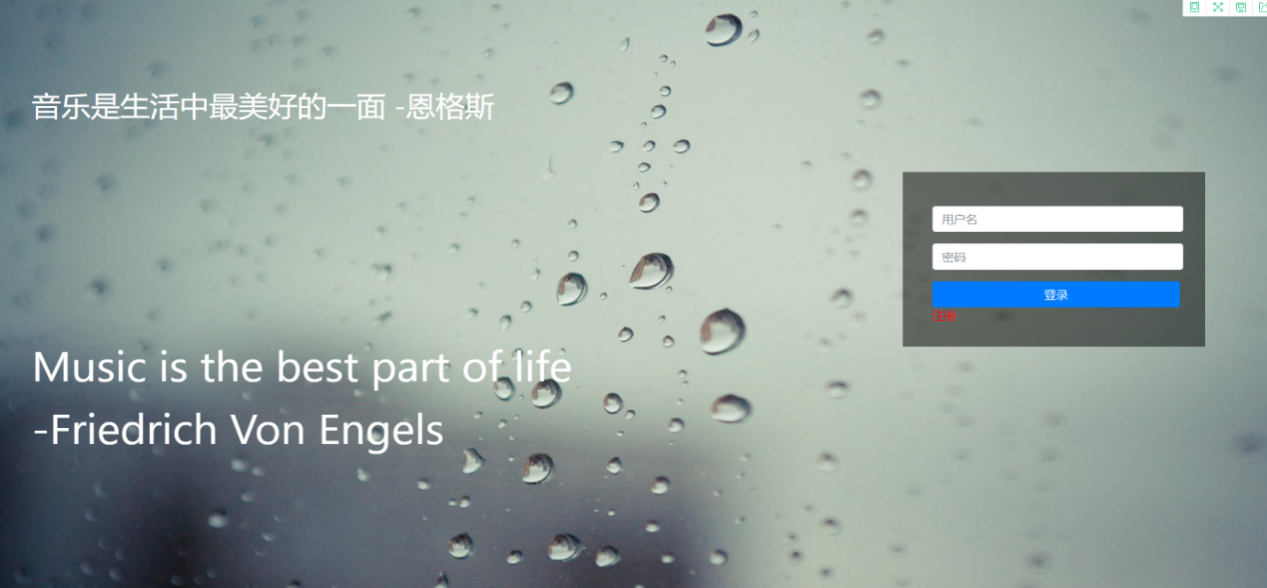 音乐是生活中最美好的一面 -恩格斯
用户名
密码
登录
注册
Music is the best part of life
-Friedrich Von Engels